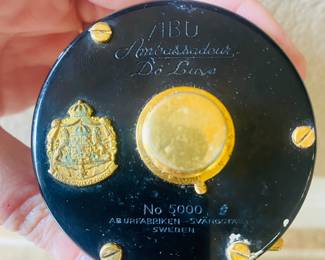 ABU
Ambassadeur
De Luxe
No 5000
AB URFABRIKEN - SVÄNGSTA
SWEDEN